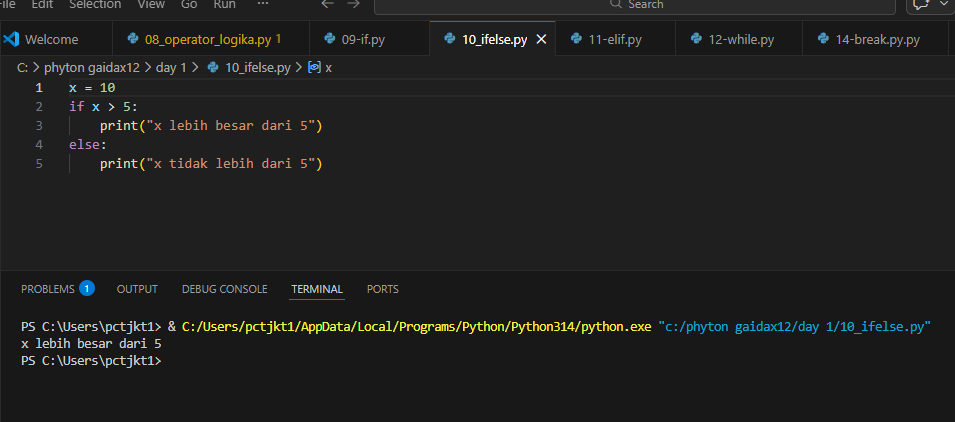 File Edit Selection View Go Run ··· Search
Welcome 08_operator_logika.py 1 09-if.py 10_ifelse.py 11-elif.py 12-while.py 14-break.py.py
C: > phyton gaidax12 > day 1 > 10_ifelse.py > x
1 x = 10
2 if x > 5:
3 print("x lebih besar dari 5")
4 else:
5 print("x tidak lebih dari 5")
PROBLEMS 1 OUTPUT DEBUG CONSOLE TERMINAL PORTS
PS C:\Users\pctjkt1> & C:/Users/pctjkt1/AppData/Local/Programs/Python/Python314/python.exe "c:/phyton gaidax12/day 1/10_ifelse.py"
x lebih besar dari 5
PS C:\Users\pctjkt1>